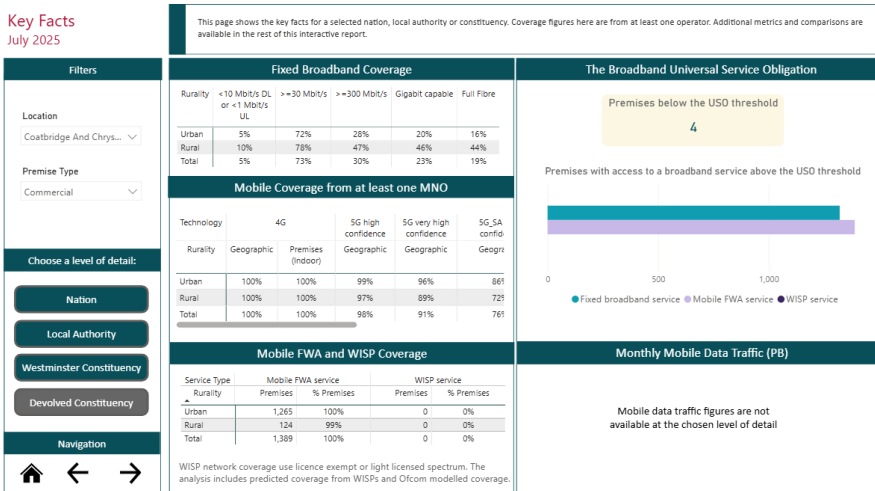 Key Facts
July 2025
This page shows the key facts for a selected nation, local authority or constituency. Coverage figures here are from at least one operator. Additional metrics and comparisons are
available in the rest of this interactive report.
Filters
Location
Coatbridge And Chrys...
Premise Type
Commercial
Choose a level of detail:
Nation
Local Authority
Westminster Constituency
Devolved Constituency
Navigation
Fixed Broadband Coverage
Rurality <10 Mbit/s DL >=30 Mbit/s >=300 Mbit/s Gigabit capable Full Fibre
or <1 Mbit/s
UL
Urban 5% 72% 28% 20% 16%
Rural 10% 78% 47% 46% 44%
Total 5% 73% 30% 23% 19%
Mobile Coverage from at least one MNO
Technology 4G 5G high 5G very high 5G_SA
confidence confidence confid
Rurality Geographic Premises Geographic Geographic Geogra
(Indoor)
Urban 100% 100% 99% 96% 86%
Rural 100% 100% 97% 89% 72%
Total 100% 100% 98% 91% 76%
Mobile FWA and WISP Coverage
Service Type Mobile FWA service WISP service
Rurality Premises % Premises Premises % Premises
Urban 1,265 100% 0 0%
Rural 124 99% 0 0%
Total 1,389 100% 0 0%
WISP network coverage use licence exempt or light licensed spectrum. The
analysis includes predicted coverage from WISPs and Ofcom modelled coverage.
The Broadband Universal Service Obligation
Premises below the USO threshold
4
Premises with access to a broadband service above the USO threshold
0 500 1,000
Fixed broadband service Mobile FWA service WISP service
Monthly Mobile Data Traffic (PB)
Mobile data traffic figures are not
available at the chosen level of detail